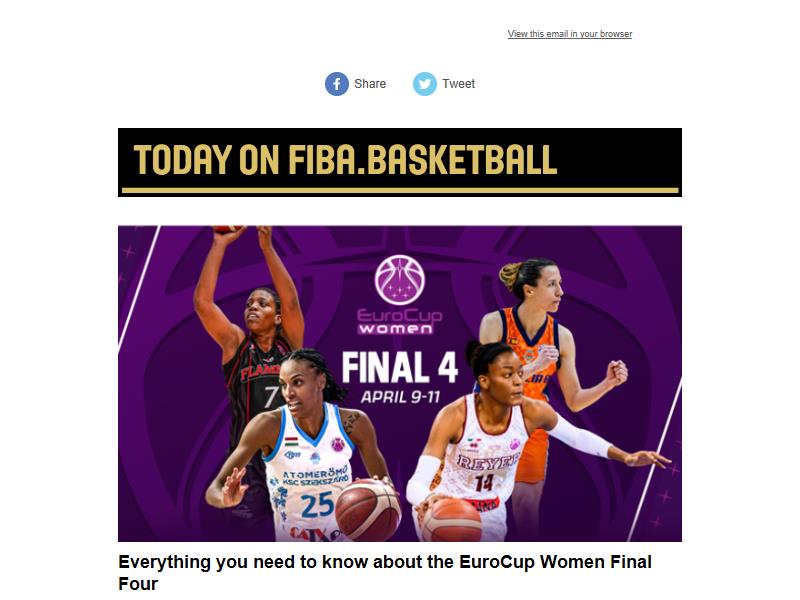 View this email in your browser
Share
Tweet
TODAY ON FIBA.BASKETBALL
EuroCup
women
FINAL 4
APRIL 9-11
FLAM
7
ATOMERŐMŰ
KSC SZEKSZÁRD
25
REYER
14
Everything you need to know about the EuroCup Women Final
Four